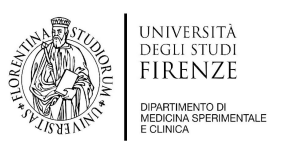 FLORENTINA STUDIORUM UNIVERSITAS
UNIVERSITÀ
DEGLI STUDI
FIRENZE
DIPARTIMENTO DI
MEDICINA SPERIMENTALE
E CLINICA